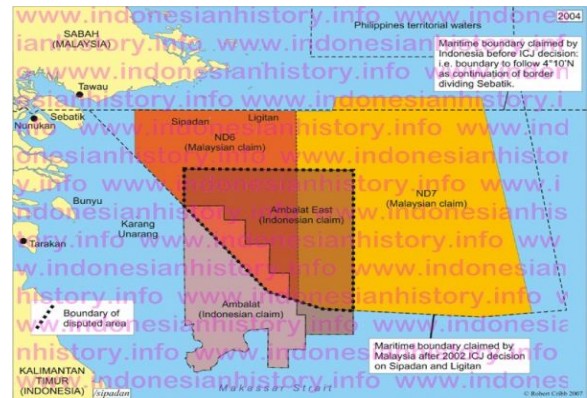 www.indonesianhistory.info
2004
SABAH
(MALAYSIA)
Philippines territorial waters
Maritime boundary claimed by
Indonesia before ICJ decision:
i.e. boundary to follow 4°10'N
as continuation of border
dividing Sebatik.
Tawau
Sebatik
Nunukan
Sipadan
Ligitan
ND6
(Malaysian claim)
ND7
(Malaysian claim)
Ambalat East
(Indonesian claim)
Bunyu
Karang
Unarang
Tarakan
Ambalat
(Indonesian claim)
Boundary of
disputed area
Maritime boundary claimed by
Malaysia after 2002 ICJ decision
on Sipadan and Ligitan
KALIMANTAN
TIMUR
(INDONESIA)
/sipadan
Makassar Strait
© Robert Cribb 2007